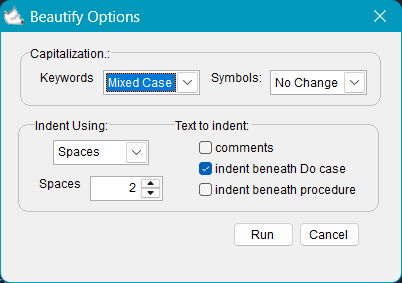 Beautify Options
Capitalization.:
Keywords Mixed Case Symbols: No Change
Indent Using: Text to indent:
Spaces comments
indent beneath Do case
Spaces 2 indent beneath procedure
Run Cancel